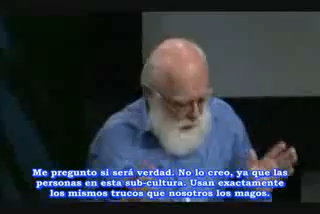 Me pregunto si será verdad. No lo creo, ya que las
personas en esta sub-cultura. Usan exactamente
los mismos trucos que nosotros los magos.